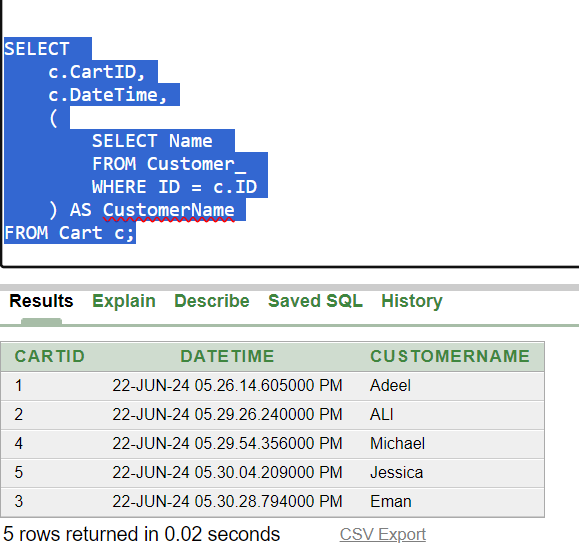 SELECT
    c.CartID,
    c.DateTime,
    (
        SELECT Name
        FROM Customer_
        WHERE ID = c.ID
    ) AS CustomerName
FROM Cart c;
Results Explain Describe Saved SQL History
CARTID DATETIME CUSTOMERNAME
1 22-JUN-24 05.26.14.605000 PM Adeel
2 22-JUN-24 05.29.26.240000 PM ALI
4 22-JUN-24 05.29.54.356000 PM Michael
5 22-JUN-24 05.30.04.209000 PM Jessica
3 22-JUN-24 05.30.28.794000 PM Eman
5 rows returned in 0.02 seconds CSV Export